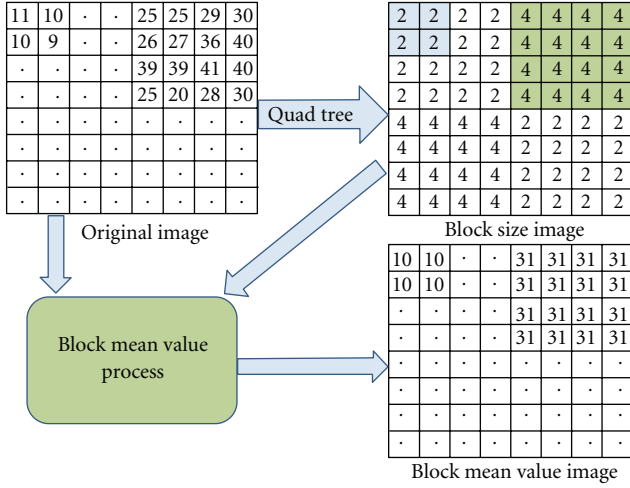 11 10 · · 25 25 29 30
10 9 · · 26 27 36 40
· · · · 39 39 41 40
· · · · 25 20 28 30
· · · · · · · ·
· · · · · · · ·
· · · · · · · ·
· · · · · · · ·
Original image
Quad tree
2 2 2 2 4 4 4 4
2 2 2 2 4 4 4 4
2 2 2 2 4 4 4 4
2 2 2 2 4 4 4 4
4 4 4 4 2 2 2 2
4 4 4 4 2 2 2 2
4 4 4 4 2 2 2 2
4 4 4 4 2 2 2 2
Block size image
Block mean value
process
10 10 · · 31 31 31 31
10 10 · · 31 31 31 31
· · · · 31 31 31 31
· · · · 31 31 31 31
· · · · · · · ·
· · · · · · · ·
· · · · · · · ·
· · · · · · · ·
Block mean value image